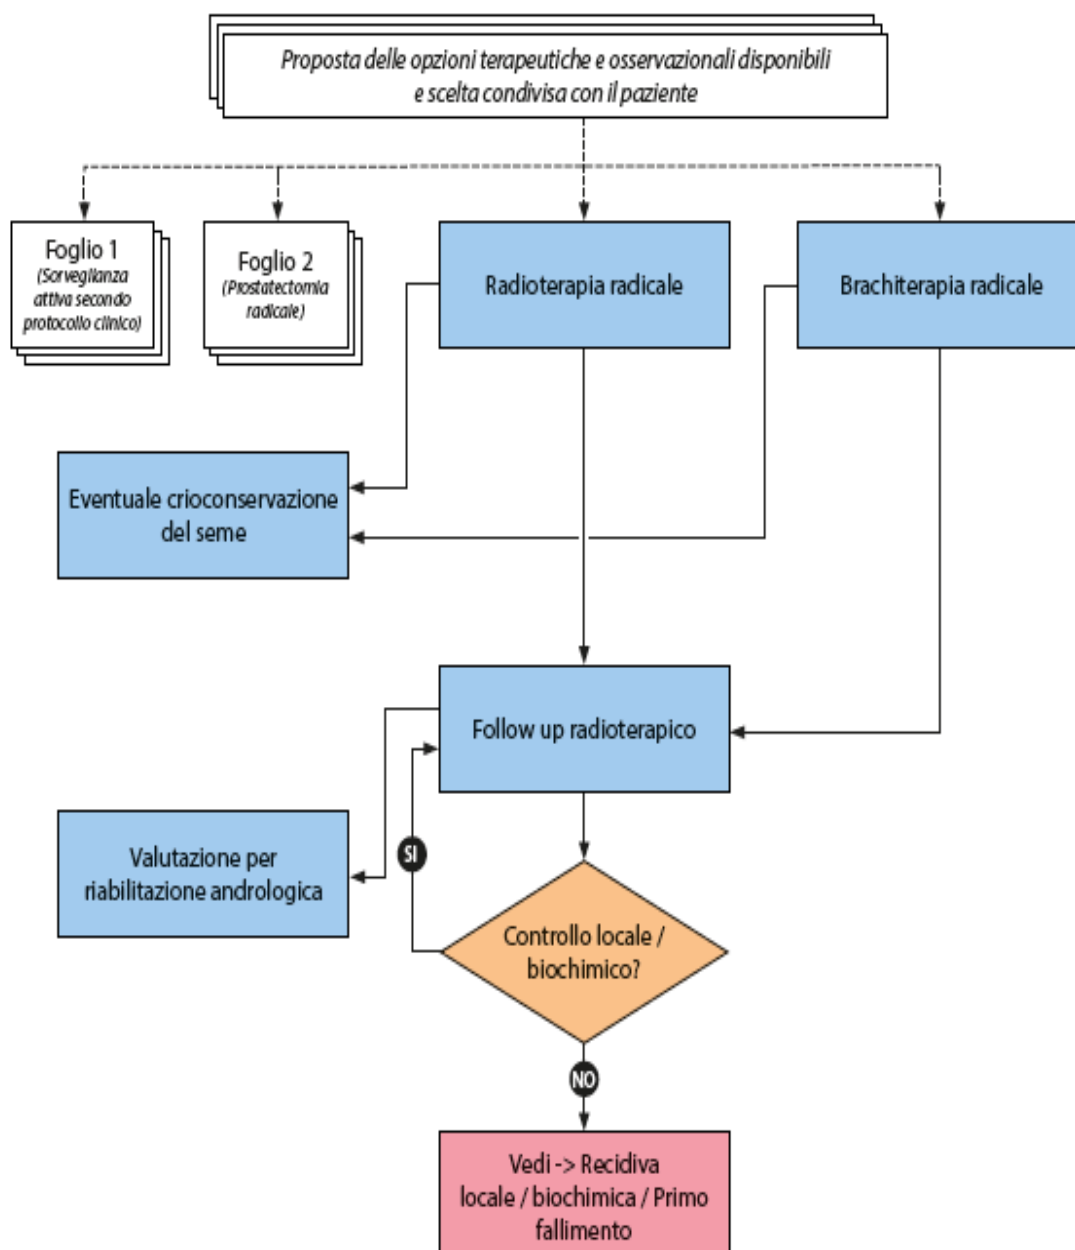 Proposta delle opzioni terapeutiche e osservazionali disponibili
e scelta condivisa con il paziente
Foglio 1
(Sorveglianza
attiva secondo
protocollo clinico)
Foglio 2
(Prostatectomia
radicale)
Radioterapia radicale
Brachiterapia radicale
Eventuale crioconservazione
del seme
Follow up radioterapico
Valutazione per
riabilitazione andrologica
SI
Controllo locale /
biochimico?
NO
Vedi -> Recidiva
locale / biochimica / Primo
fallimento